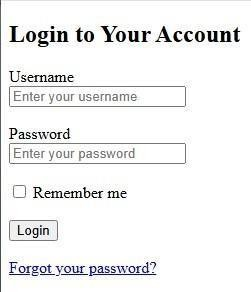 Login to Your Account
Username
Enter your username
Password
Enter your password
Remember me
Login
Forgot your password?